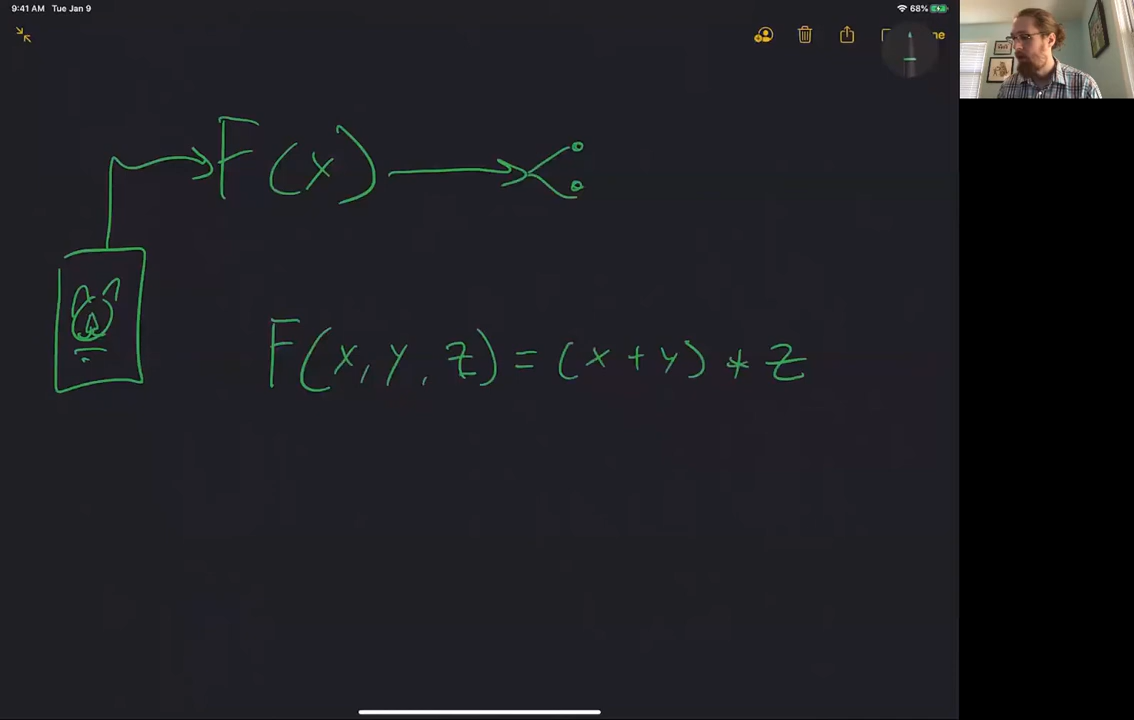 9:41 AM Tue Jan 9
68%
F(x)
F(x, y, z) = (x + y) * z